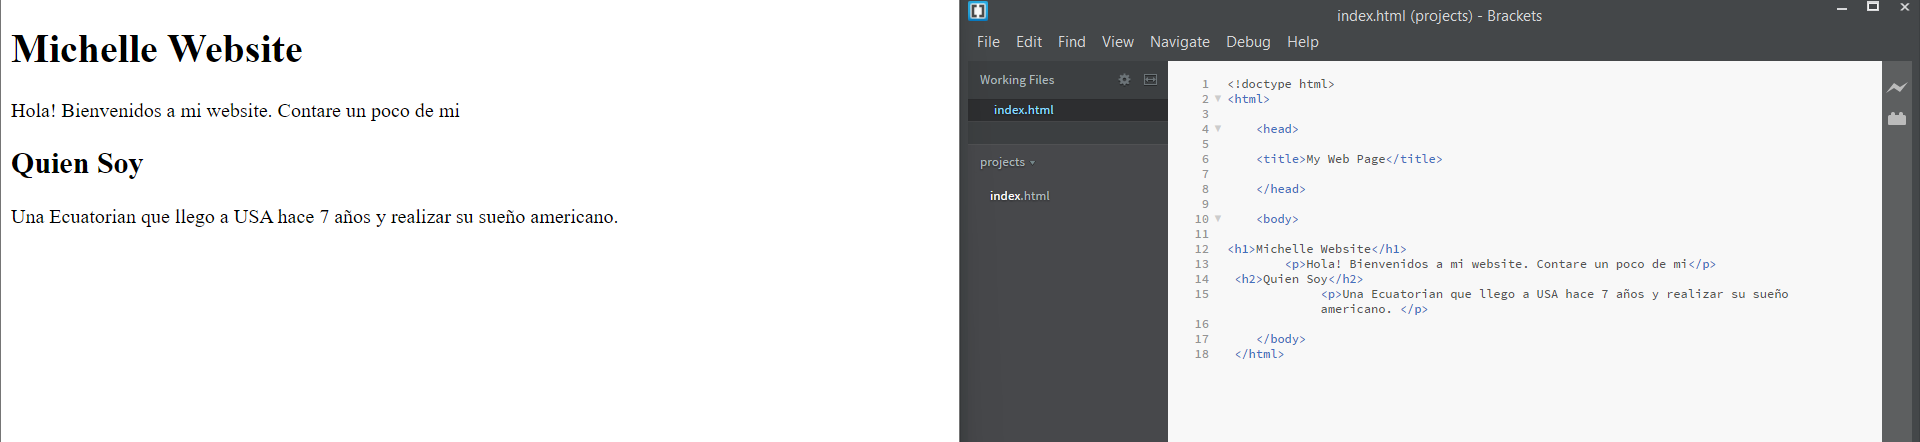 Michelle Website
Hola! Bienvenidos a mi website. Contare un poco de mi
Quien Soy
Una Ecuatorian que llego a USA hace 7 años y realizar su sueño americano.
index.html (projects) - Brackets
File Edit Find View Navigate Debug Help
Working Files
index.html
projects
index.html
1 <!doctype html>
2 <html>
3
4 <head>
5
6 <title>My Web Page</title>
7
8 </head>
9
10 <body>
11
12 <h1>Michelle Website</h1>
13 <p>Hola! Bienvenidos a mi website. Contare un poco de mi</p>
14 <h2>Quien Soy</h2>
15 <p>Una Ecuatorian que llego a USA hace 7 años y realizar su sueño
americano. </p>
16
17 </body>
18 </html>